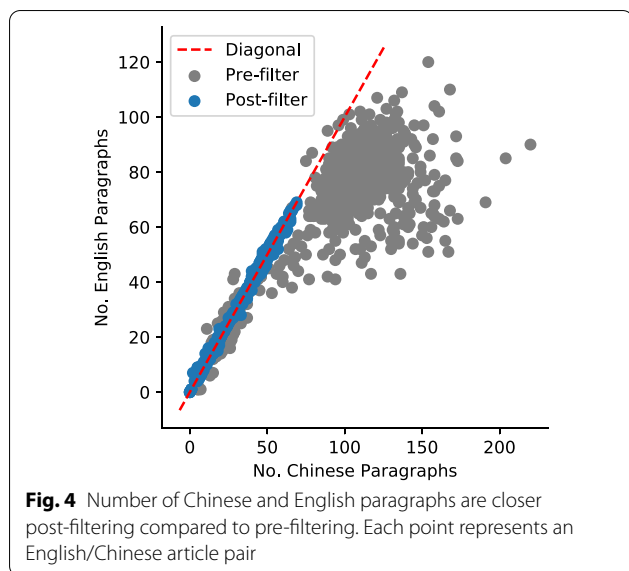 Diagonal
Pre-filter
Post-filter
120
100
80
60
40
20
0
No. English Paragraphs
0 50 100 150 200
No. Chinese Paragraphs
Fig. 4 Number of Chinese and English paragraphs are closer
post-filtering compared to pre-filtering. Each point represents an
English/Chinese article pair